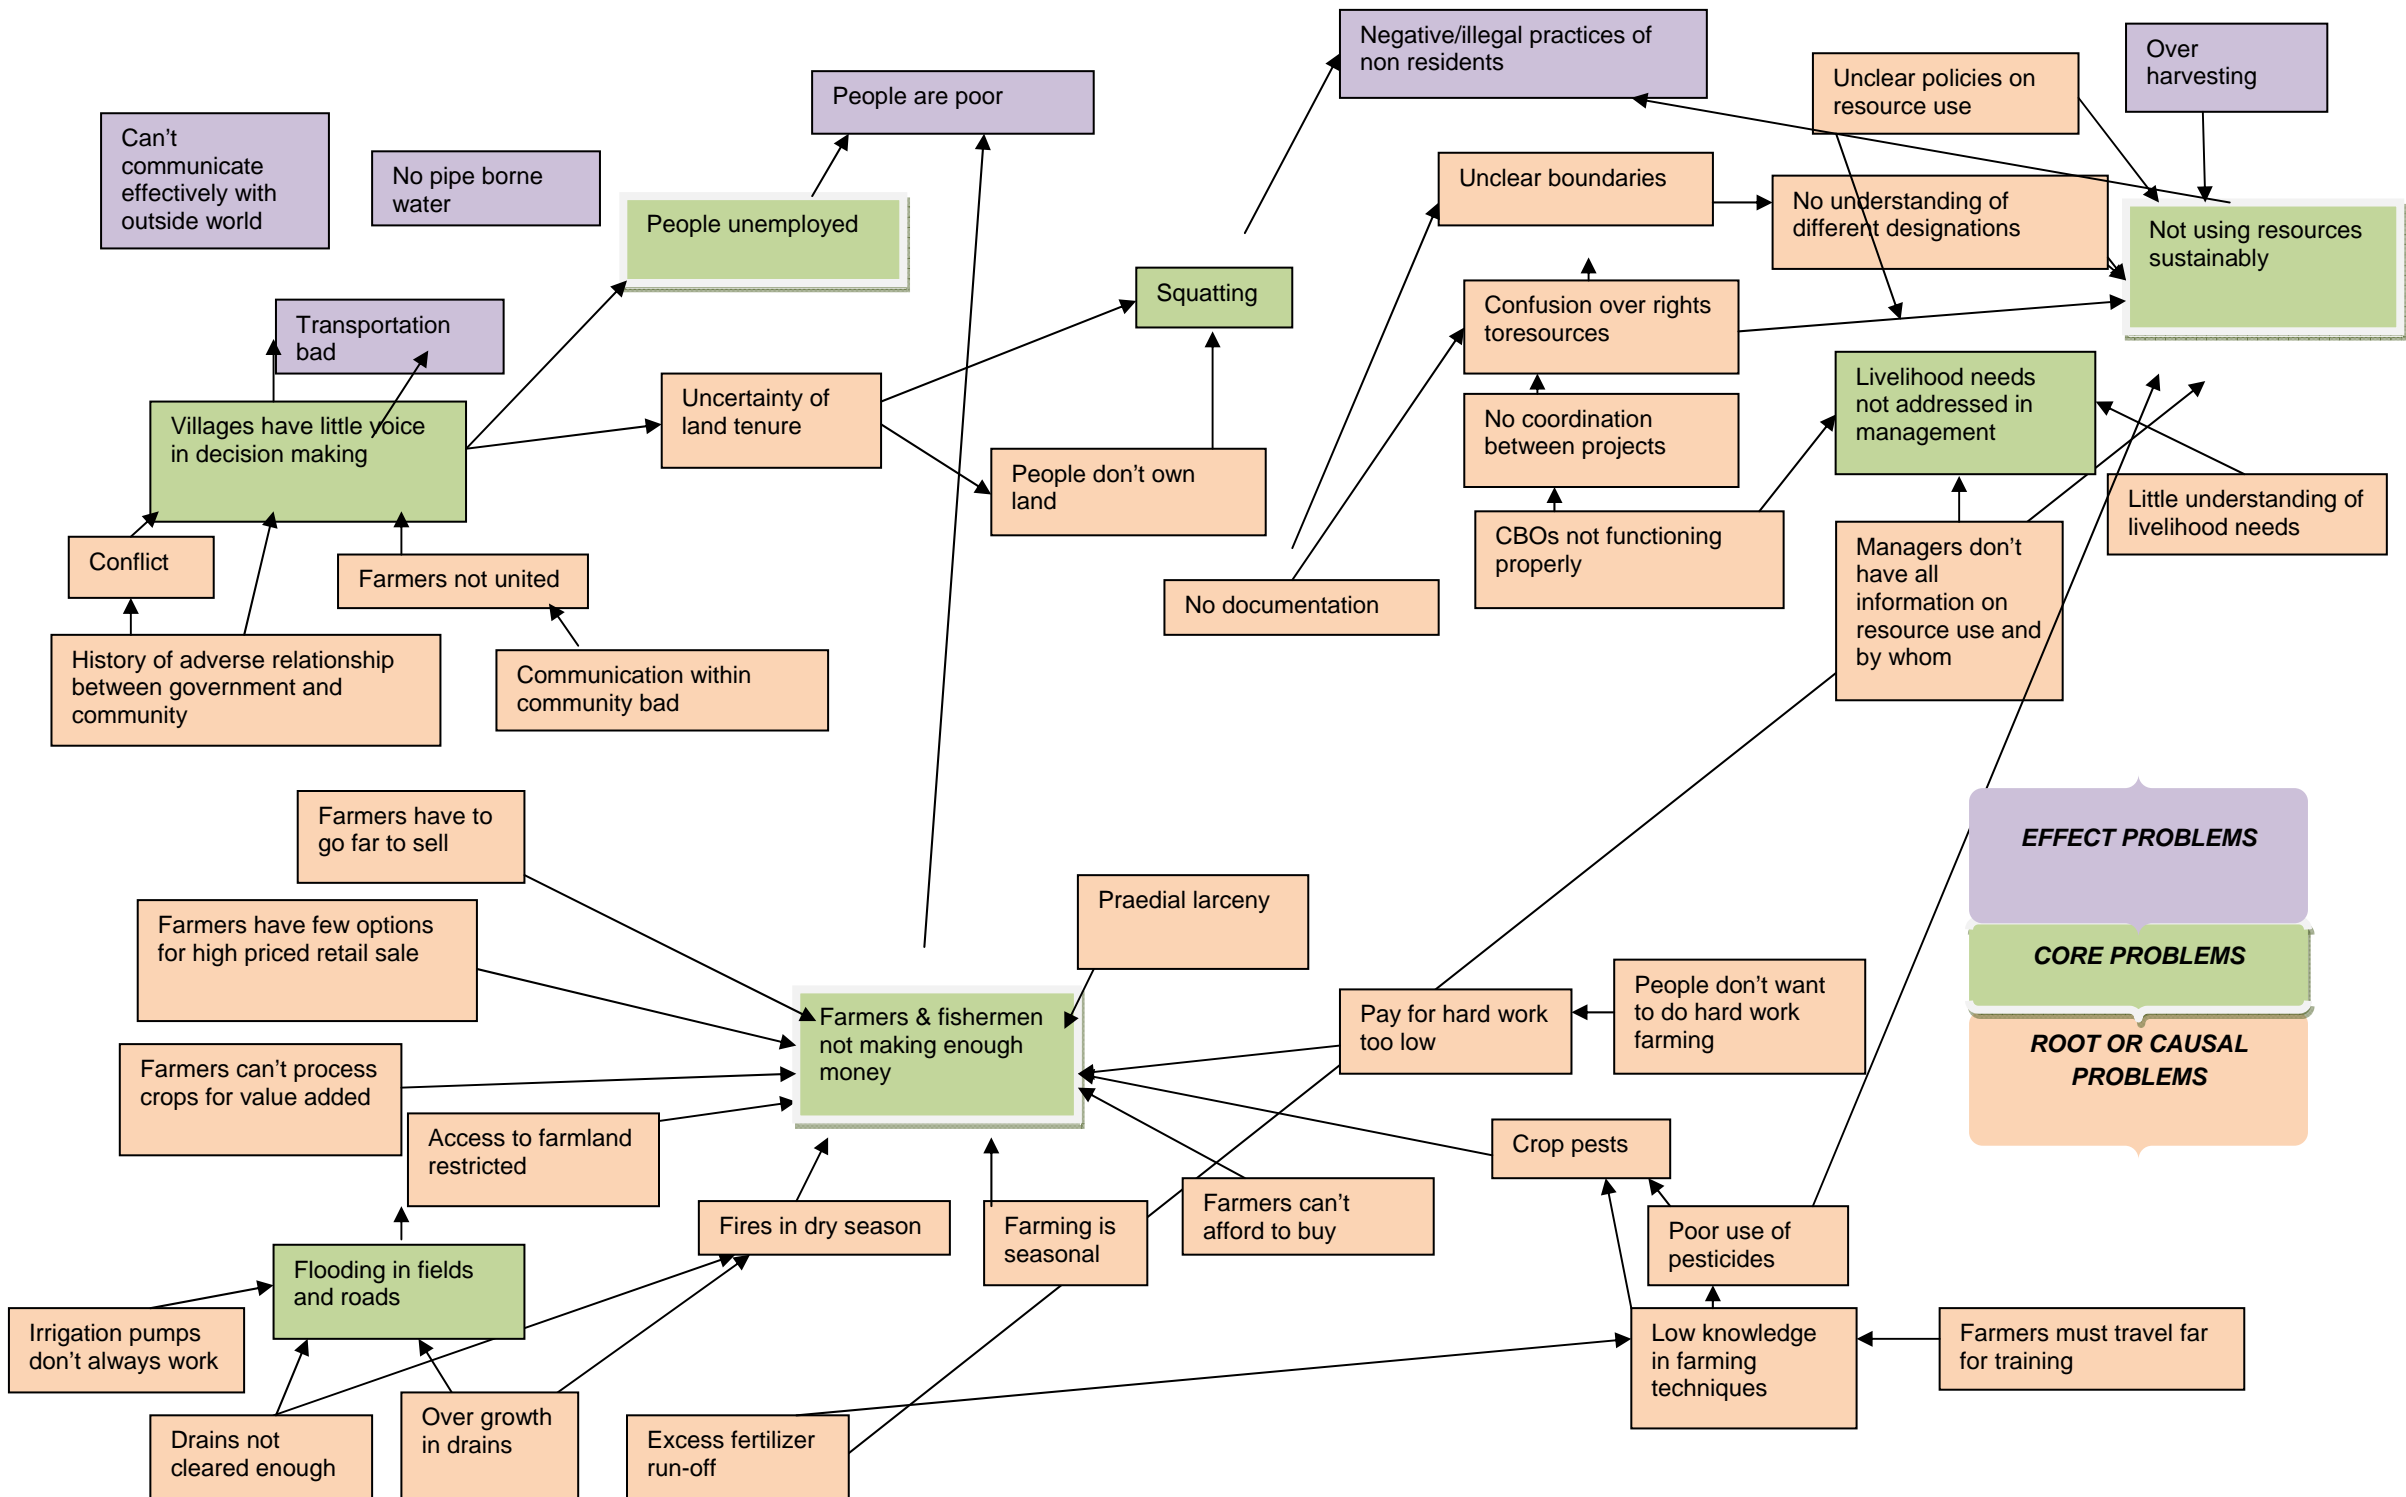 Negative/illegal practices of
non residents
Over
harvesting
Unclear policies on
resource use
People are poor
Can't
communicate
effectively with
outside world
No pipe borne
water
People unemployed
Unclear boundaries
No understanding of
different designations
Not using resources
sustainably
Transportation
bad
Squatting
Confusion over rights
toresources
Villages have little voice
in decision making
Uncertainty of
land tenure
No coordination
between projects
Livelihood needs
not addressed in
management
People don't own
land
Little understanding of
livelihood needs
Conflict
Farmers not united
No documentation
CBOs not functioning
properly
Managers don't
have all
information on
resource use and
by whom
History of adverse relationship
between government and
community
Communication within
community bad
Farmers have to
go far to sell
EFFECT PROBLEMS
Farmers have few options
for high priced retail sale
Praedial larceny
CORE PROBLEMS
Farmers & fishermen
not making enough
money
Pay for hard work
too low
People don't want
to do hard work
farming
ROOT OR CAUSAL
PROBLEMS
Farmers can't process
crops for value added
Access to farmland
restricted
Crop pests
Fires in dry season
Farming is
seasonal
Farmers can't
afford to buy
Poor use of
pesticides
Flooding in fields
and roads
Irrigation pumps
don't always work
Low knowledge
in farming
techniques
Farmers must travel far
for training
Drains not
cleared enough
Over growth
in drains
Excess fertilizer
run-off